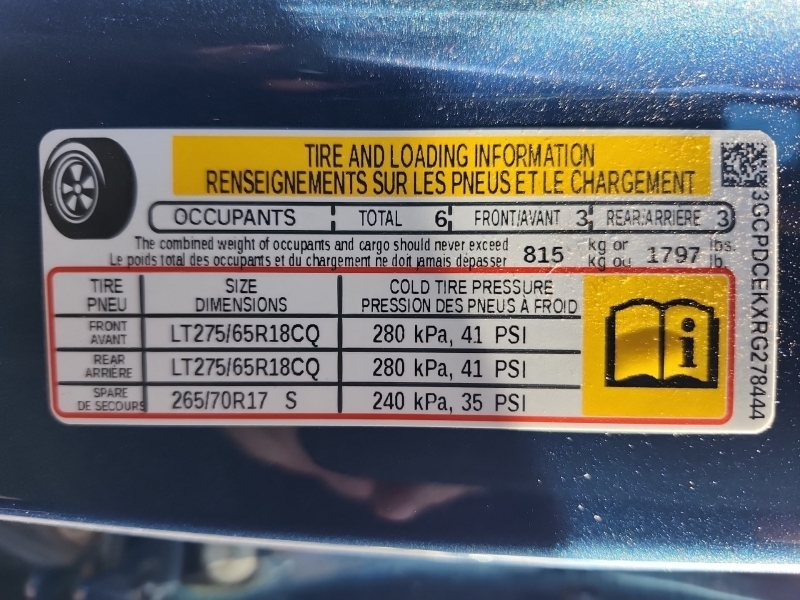 TIRE AND LOADING INFORMATION
RENSEIGNEMENTS SUR LES PNEUS ET LE CHARGEMENT
OCCUPANTS TOTAL 6 FRONT/AVANT 3 REAR/ARRIERE 3
The combined weight of occupants and cargo should never exceed 815 kg or 1797 lbs.
Le poids total des occupants et du chargement ne doit jamais dépasser kg ou lb.
TIRE SIZE COLD TIRE PRESSURE
PNEU DIMENSIONS PRESSION DES PNEUS À FROID
FRONT
AVANT LT275/65R18CQ 280 kPa, 41 PSI
REAR
ARRIÈRE LT275/65R18CQ 280 kPa, 41 PSI
SPARE
DE SECOURS 265/70R17 S 240 kPa, 35 PSI
i
3GCPDCEKXRG278444